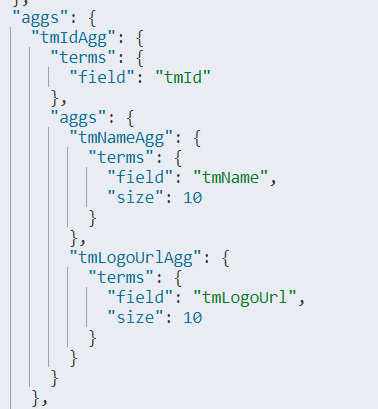 },
"aggs": {
"tmIdAgg": {
"terms": {
"field": "tmId"
},
"aggs": {
"tmNameAgg": {
"terms": {
"field": "tmName",
"size": 10
}
},
"tmLogoUrlAgg": {
"terms": {
"field": "tmLogoUrl",
"size": 10
}
}
}
},